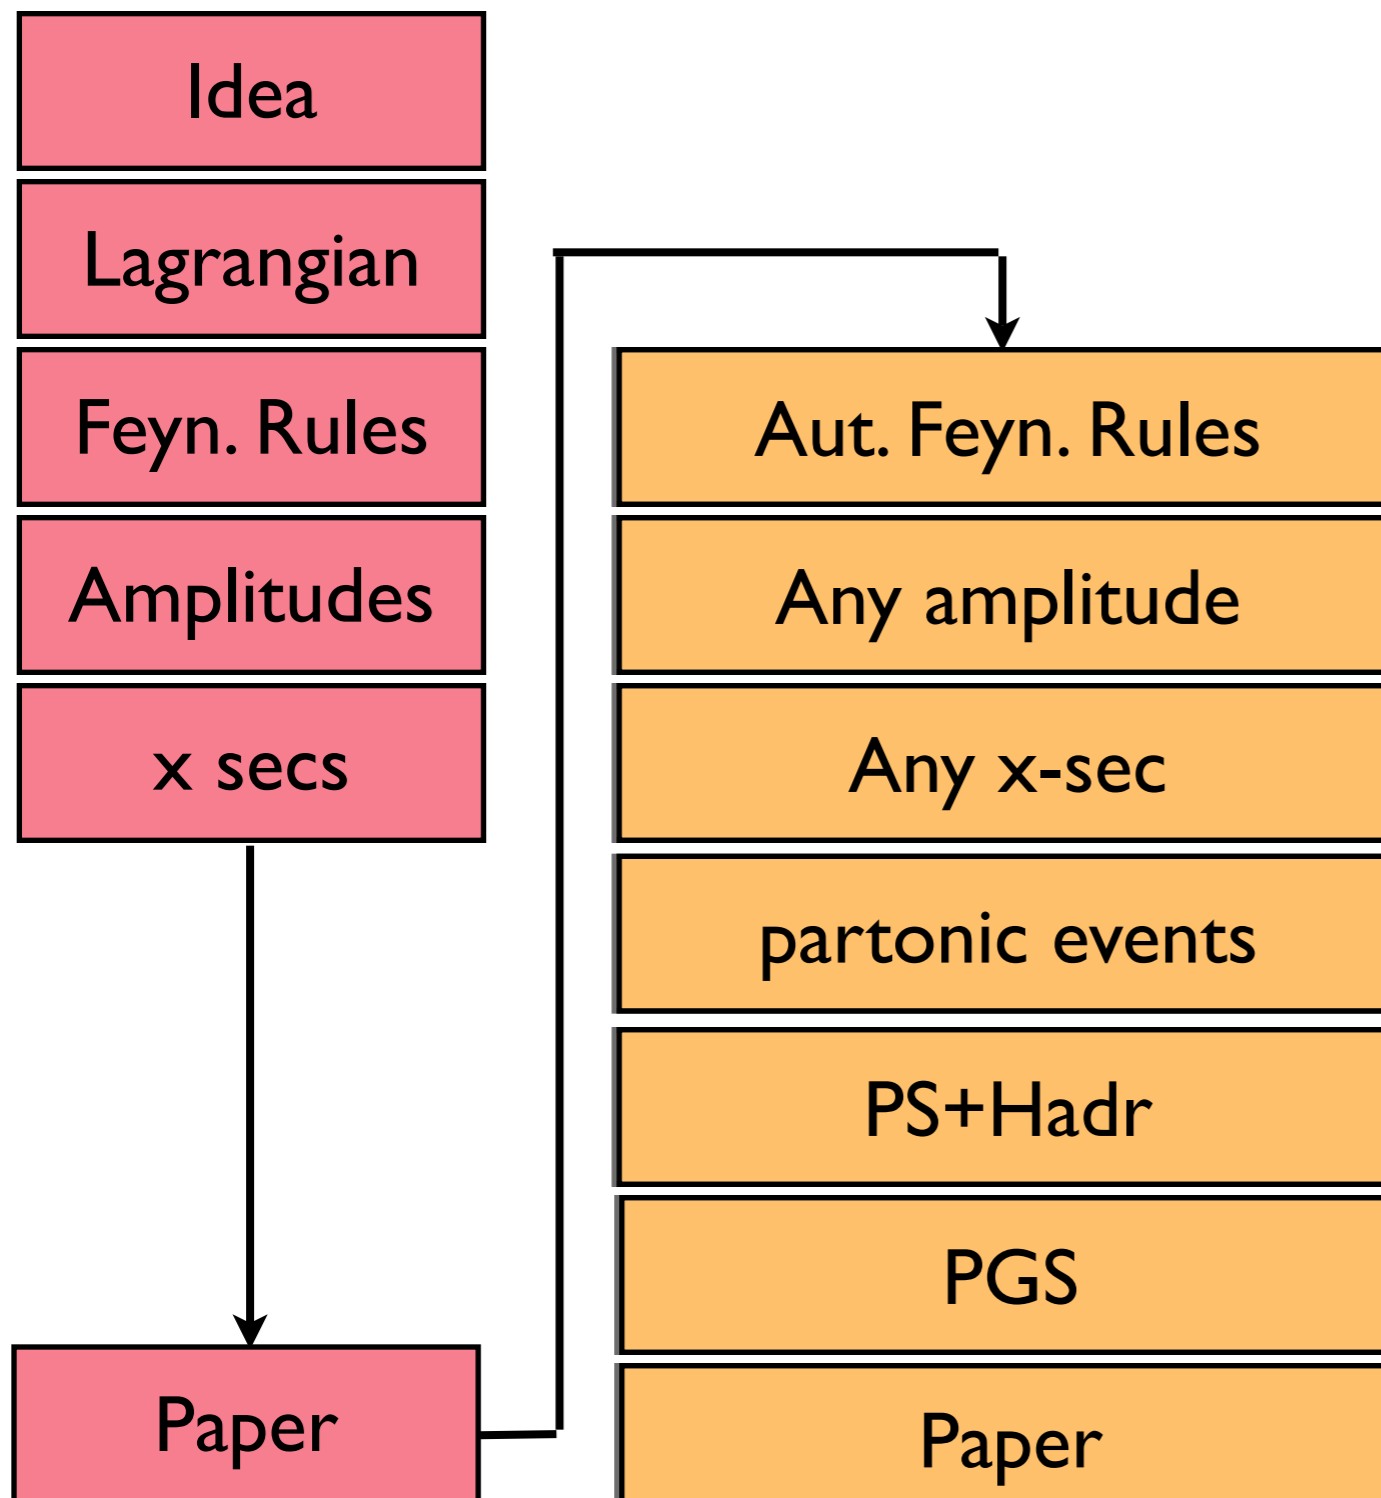 Idea
Lagrangian
Feyn. Rules
Amplitudes
x secs
Paper
Aut. Feyn. Rules
Any amplitude
Any x-sec
partonic events
PS+Hadr
PGS
Paper